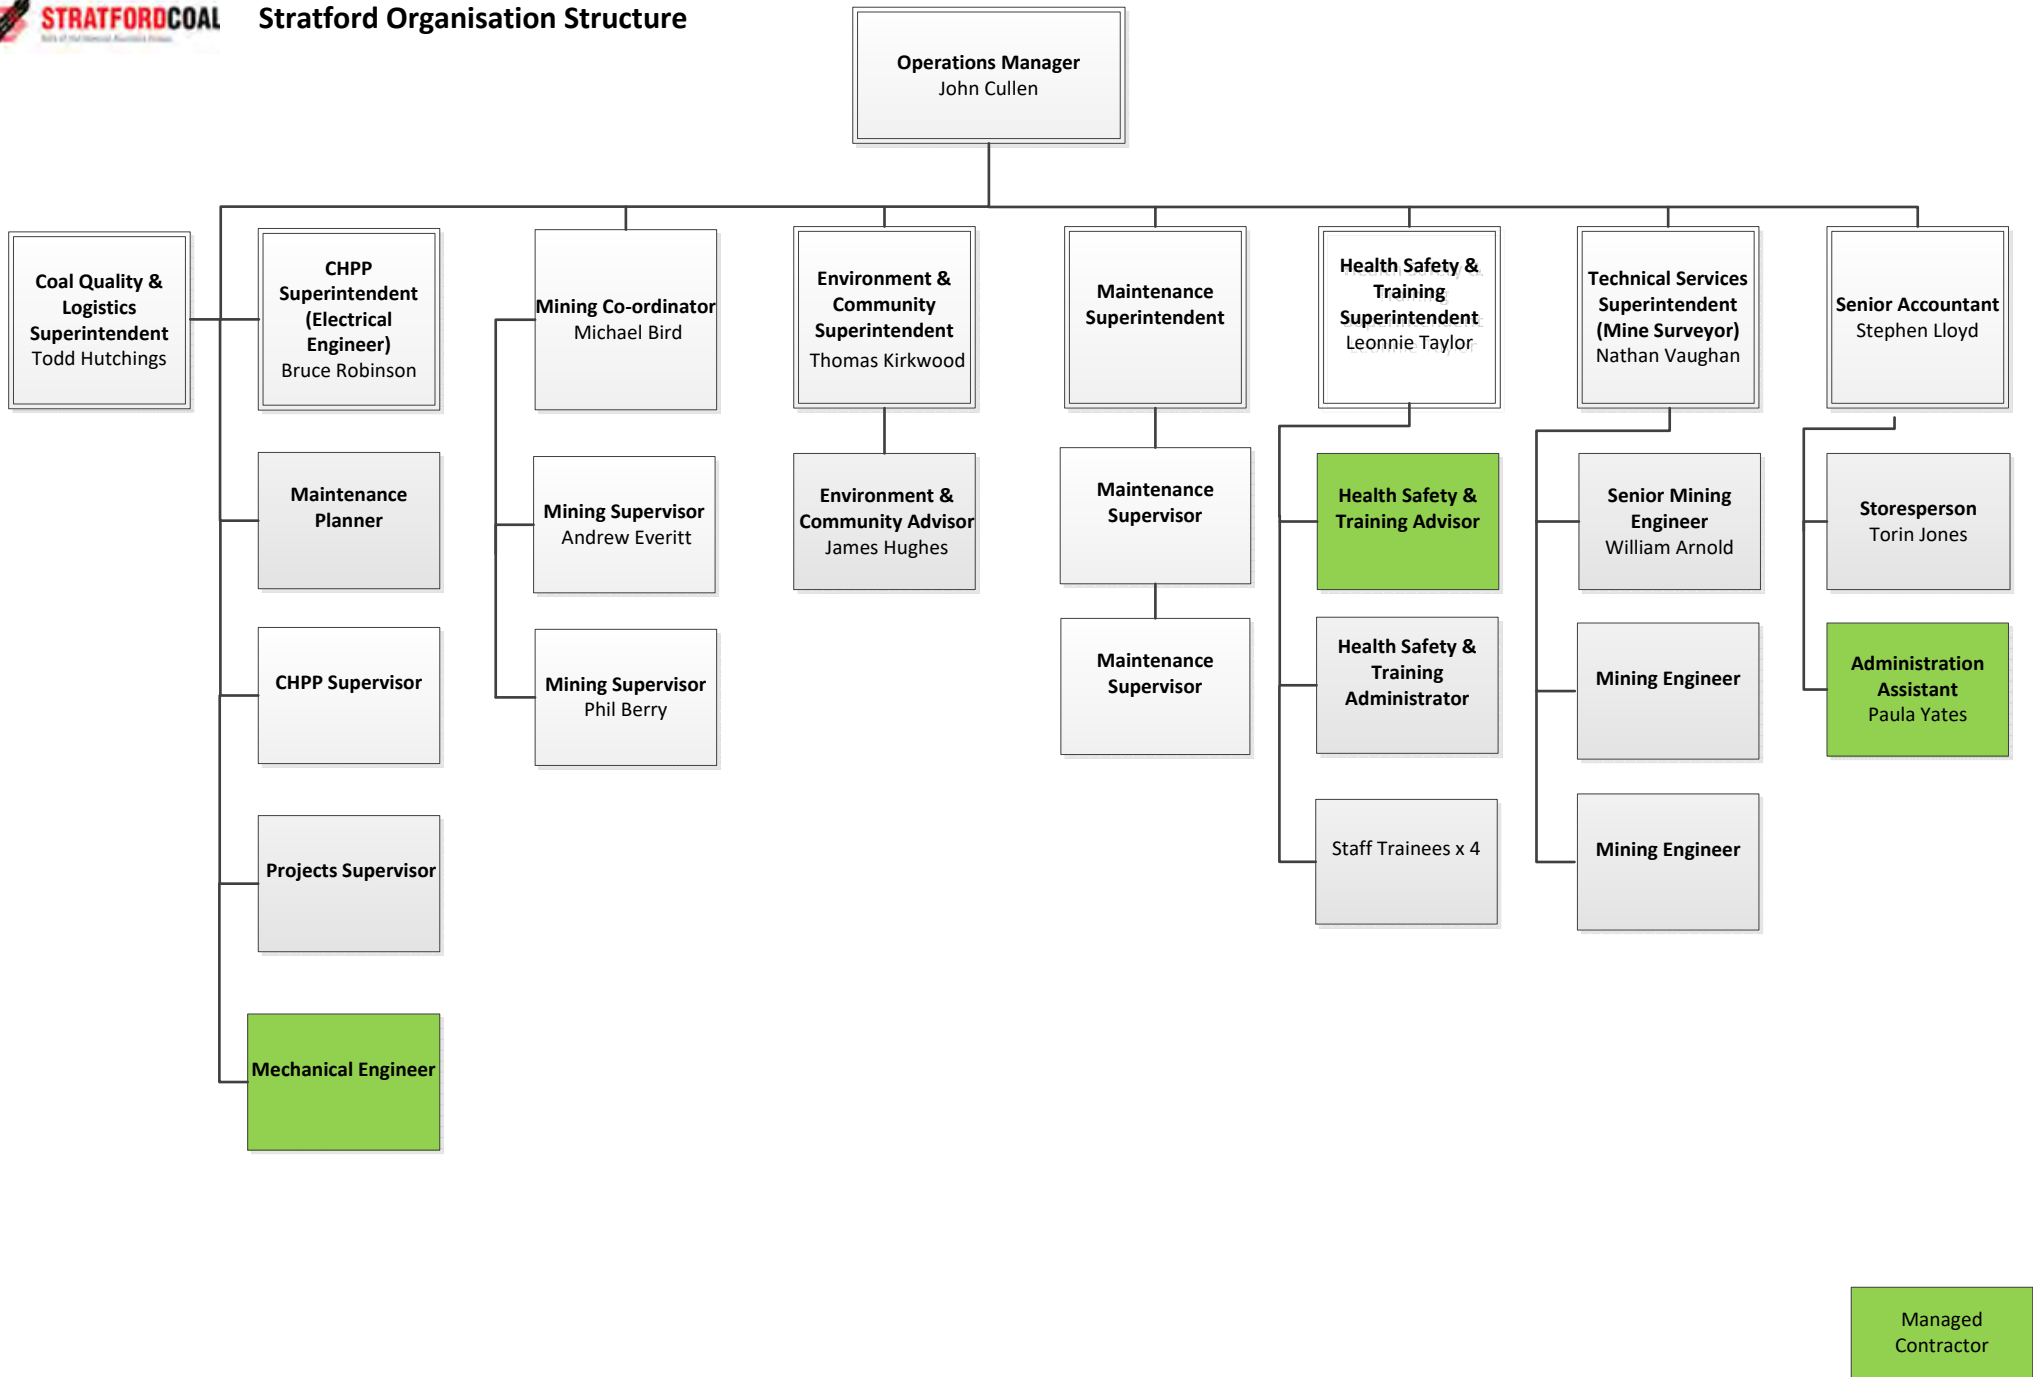 STRATFORDCOAL
Stratford Organisation Structure
Operations Manager
John Cullen
Coal Quality &
Logistics
Superintendent
Todd Hutchings
CHPP
Superintendent
(Electrical
Engineer)
Bruce Robinson
Mining Co-ordinator
Michael Bird
Environment &
Community
Superintendent
Thomas Kirkwood
Maintenance
Superintendent
Health Safety &
Training
Superintendent
Leonnie Taylor
Technical Services
Superintendent
(Mine Surveyor)
Nathan Vaughan
Senior Accountant
Stephen Lloyd
Maintenance
Planner
Mining Supervisor
Andrew Everitt
Environment &
Community Advisor
James Hughes
Maintenance
Supervisor
Health Safety &
Training Advisor
Senior Mining
Engineer
William Arnold
Storesperson
Torin Jones
CHPP Supervisor
Mining Supervisor
Phil Berry
Maintenance
Supervisor
Health Safety &
Training
Administrator
Mining Engineer
Administration
Assistant
Paula Yates
Projects Supervisor
Staff Trainees x 4
Mining Engineer
Mechanical Engineer
Managed
Contractor